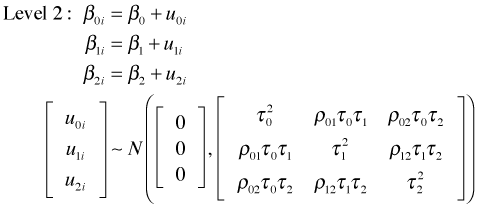 Level 2 : β₀ᵢ = β₀ + u₀ᵢ
β₁ᵢ = β₁ + u₁ᵢ
β₂ᵢ = β₂ + u₂ᵢ
[u₀ᵢ u₁ᵢ u₂ᵢ] ~ N([0 0 0], [τ₀² ρ₀₁τ₀τ₁ ρ₀₂τ₀τ₂
ρ₀₁τ₀τ₁ τ₁² ρ₁₂τ₁τ₂
ρ₀₂τ₀τ₂ ρ₁₂τ₁τ₂ τ₂²])